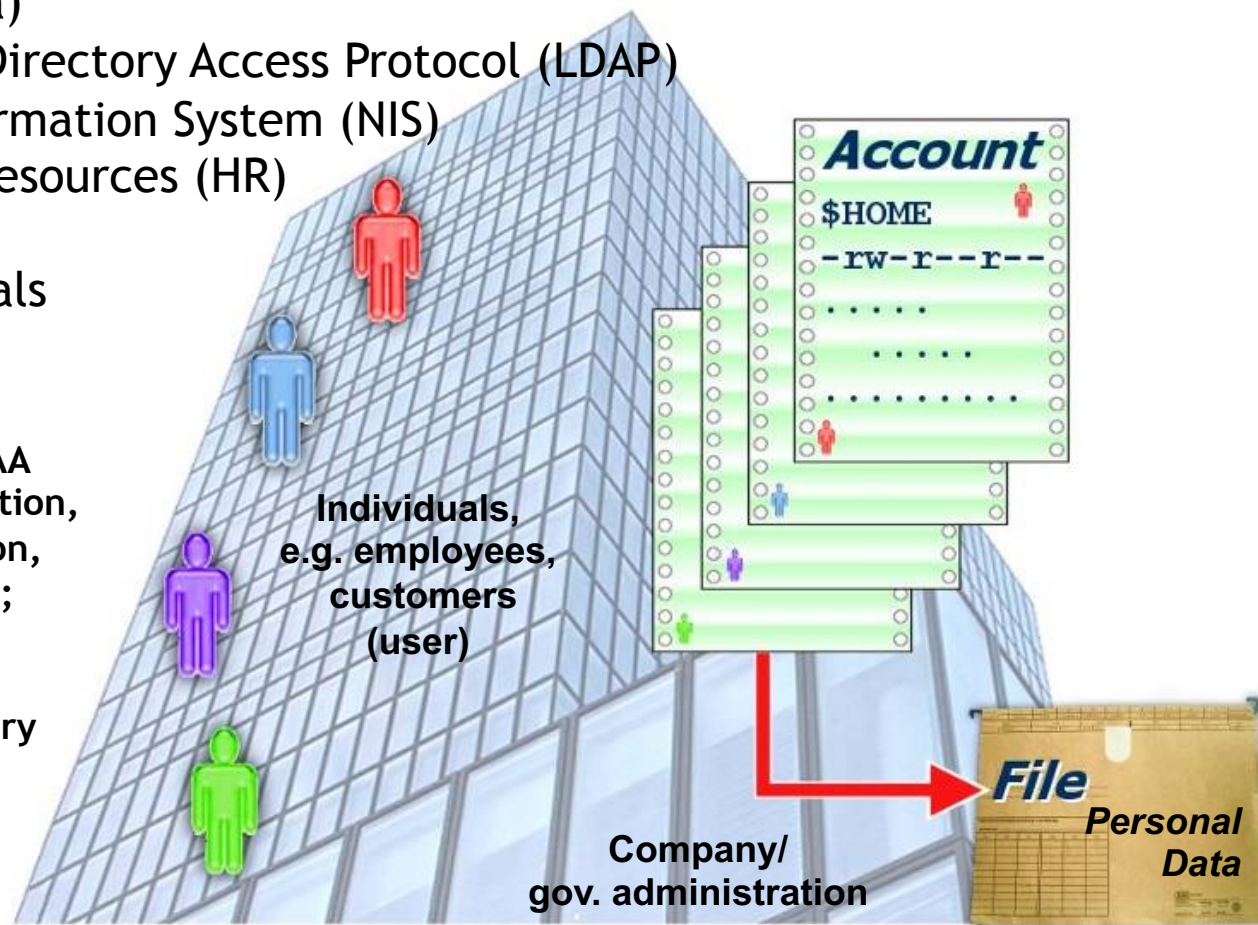 Directory Access Protocol (LDAP)
rmation System (NIS)
esources (HR)
als
AA
tion,
on,
;
ry
Individuals,
e.g. employees,
customers
(user)
Account
$HOME
-rw-r--r--
. . . . .
. . . . .
. . . . . . . . .
File
Personal
Data
Company/
gov. administration